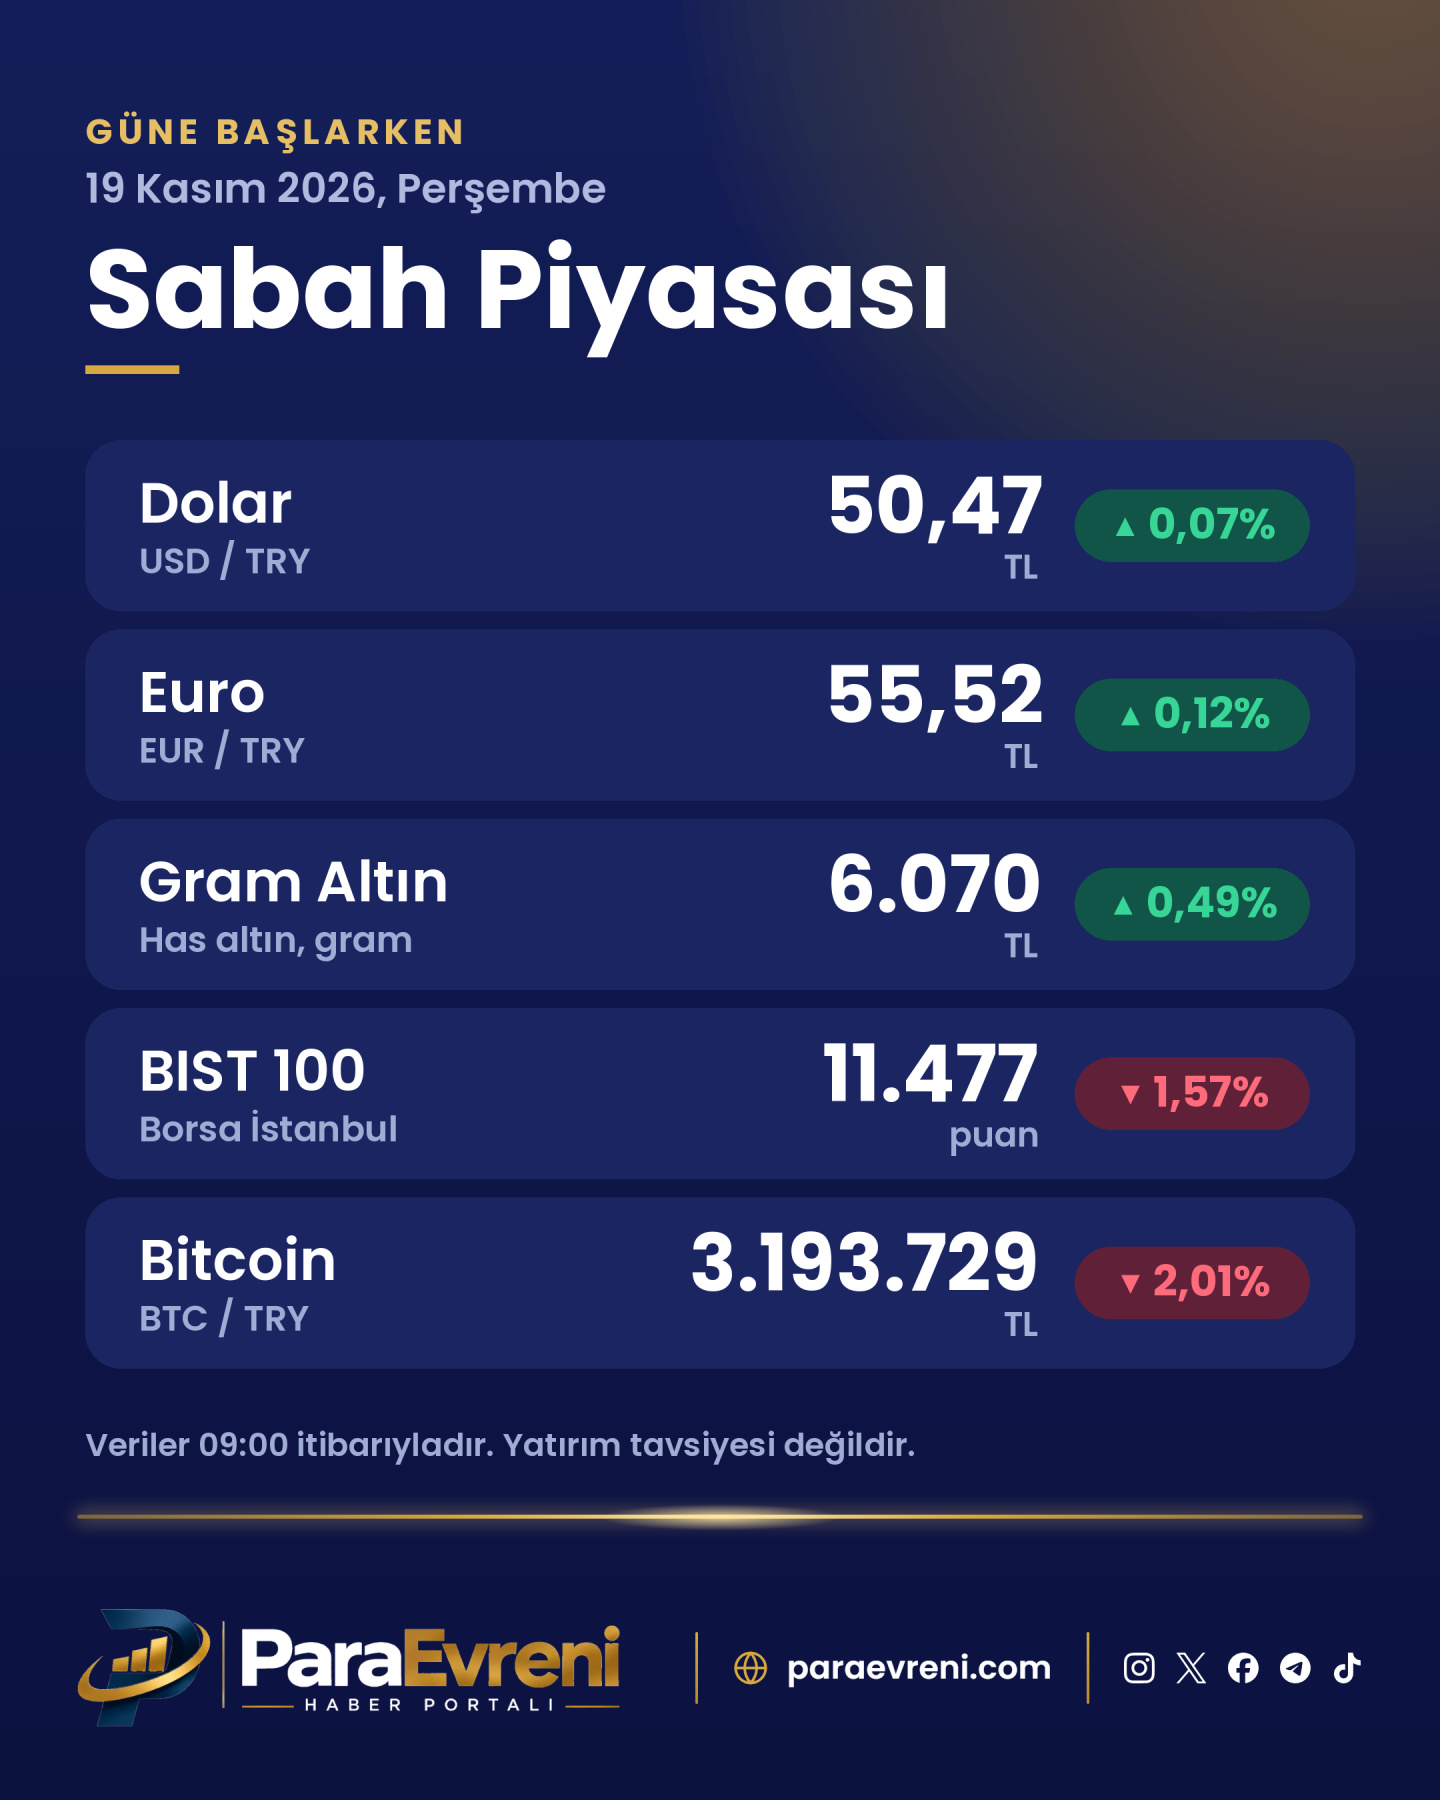 GÜNE BAŞLARKEN
19 Kasım 2026, Perşembe
Sabah Piyasası
Dolar
USD / TRY
50,47
TL
▲ 0,07%
Euro
EUR / TRY
55,52
TL
▲ 0,12%
Gram Altın
Has altın, gram
6.070
TL
▲ 0,49%
BIST 100
Borsa İstanbul
11.477
puan
▼ 1,57%
Bitcoin
BTC / TRY
3.193.729
TL
▼ 2,01%
Veriler 09:00 itibarıyladır. Yatırım tavsiyesi değildir.
ParaEvreni
HABER PORTALI
paraevreni.com